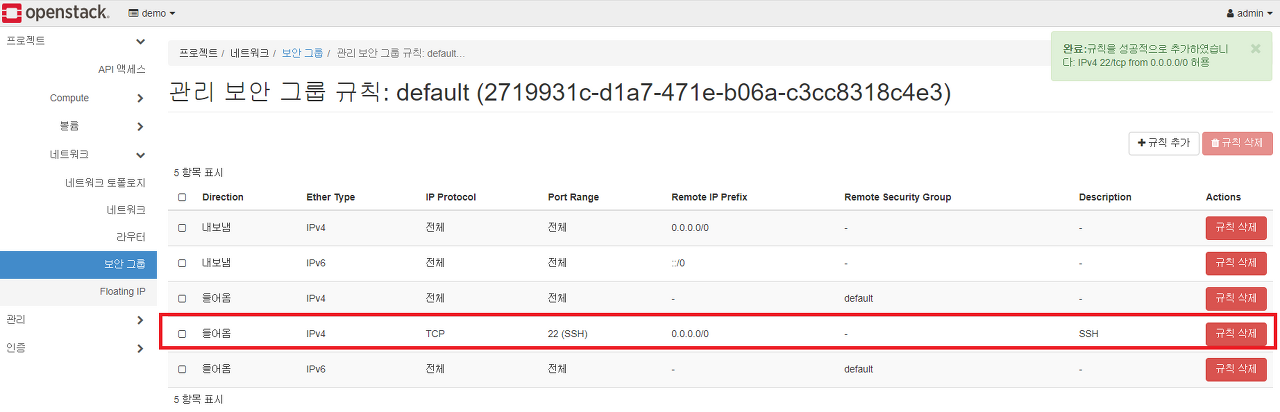 openstack. demo admin
프로젝트
API 액세스
Compute
볼륨
네트워크
네트워크 토폴로지
네트워크
라우터
보안 그룹
Floating IP
관리
인증
프로젝트 / 네트워크 / 보안 그룹 / 관리 보안 그룹 규칙: default...
완료:규칙을 성공적으로 추가하였습니
다: IPv4 22/tcp from 0.0.0.0/0 허용
관리 보안 그룹 규칙: default (2719931c-d1a7-471e-b06a-c3cc8318c4e3)
규칙 추가 규칙 삭제
5 항목 표시
Direction Ether Type IP Protocol Port Range Remote IP Prefix Remote Security Group Description Actions
내보냄 IPv4 전체 전체 0.0.0.0/0 - - 규칙 삭제
내보냄 IPv6 전체 전체 ::/0 - - 규칙 삭제
들어옴 IPv4 전체 전체 - default - 규칙 삭제
들어옴 IPv4 TCP 22 (SSH) 0.0.0.0/0 - SSH 규칙 삭제
들어옴 IPv6 전체 전체 - default - 규칙 삭제
5 항목 표시